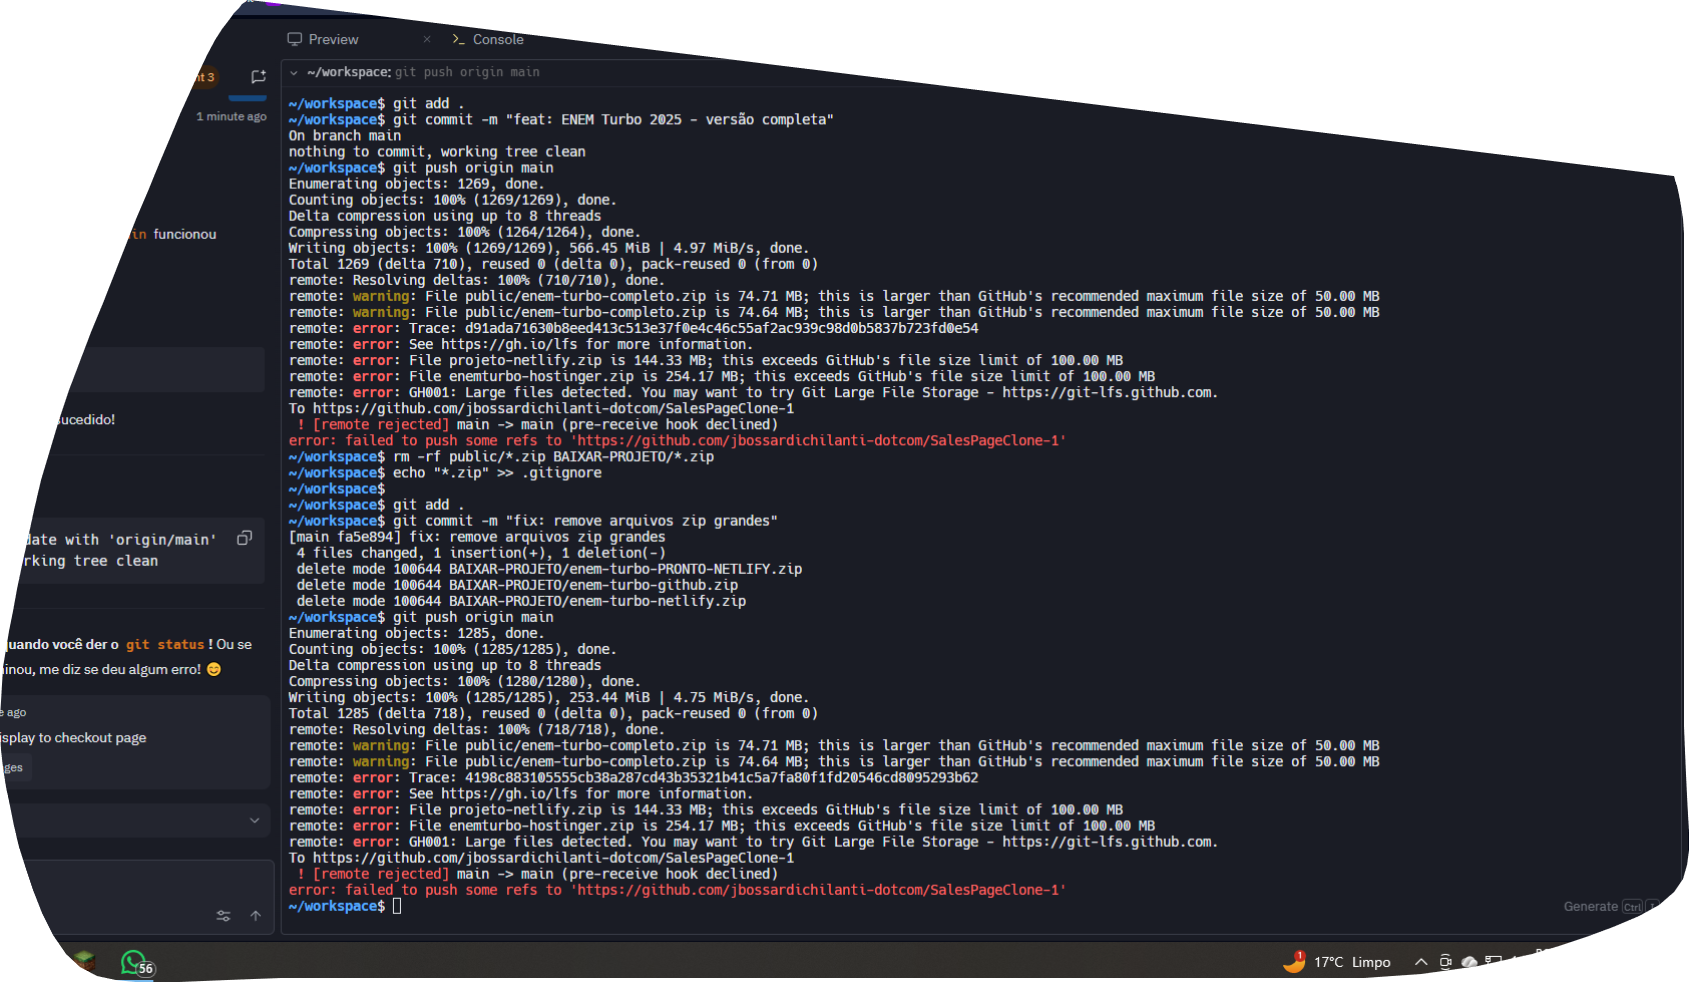 Preview × >_ Console
nt 3
~/workspace: git push origin main
1 minute ago
in funcionou
sucedido!
date with 'origin/main'
rking tree clean
quando você der o git status ! Ou se
minou, me diz se deu algum erro! 😊
e ago
isplay to checkout page
ges
~/workspace$ git add .
~/workspace$ git commit -m "feat: ENEM Turbo 2025 - versão completa"
On branch main
nothing to commit, working tree clean
~/workspace$ git push origin main
Enumerating objects: 1269, done.
Counting objects: 100% (1269/1269), done.
Delta compression using up to 8 threads
Compressing objects: 100% (1264/1264), done.
Writing objects: 100% (1269/1269), 566.45 MiB | 4.97 MiB/s, done.
Total 1269 (delta 710), reused 0 (delta 0), pack-reused 0 (from 0)
remote: Resolving deltas: 100% (710/710), done.
remote: warning: File public/enem-turbo-completo.zip is 74.71 MB; this is larger than GitHub's recommended maximum file size of 50.00 MB
remote: warning: File public/enem-turbo-completo.zip is 74.64 MB; this is larger than GitHub's recommended maximum file size of 50.00 MB
remote: error: Trace: d91ada71630b8eed413c513e37f0e4c46c55af2ac939c98d0b5837b723fd0e54
remote: error: See https://gh.io/lfs for more information.
remote: error: File projeto-netlify.zip is 144.33 MB; this exceeds GitHub's file size limit of 100.00 MB
remote: error: File enemturbo-hostinger.zip is 254.17 MB; this exceeds GitHub's file size limit of 100.00 MB
remote: error: GH001: Large files detected. You may want to try Git Large File Storage - https://git-lfs.github.com.
To https://github.com/jbossardichilanti-dotcom/SalesPageClone-1
! [remote rejected] main -> main (pre-receive hook declined)
error: failed to push some refs to 'https://github.com/jbossardichilanti-dotcom/SalesPageClone-1'
~/workspace$ rm -rf public/*.zip BAIXAR-PROJETO/*.zip
~/workspace$ echo "*.zip" >> .gitignore
~/workspace$
~/workspace$ git add .
~/workspace$ git commit -m "fix: remove arquivos zip grandes"
[main fa5e894] fix: remove arquivos zip grandes
4 files changed, 1 insertion(+), 1 deletion(-)
delete mode 100644 BAIXAR-PROJETO/enem-turbo-PRONTO-NETLIFY.zip
delete mode 100644 BAIXAR-PROJETO/enem-turbo-github.zip
delete mode 100644 BAIXAR-PROJETO/enem-turbo-netlify.zip
~/workspace$ git push origin main
Enumerating objects: 1285, done.
Counting objects: 100% (1285/1285), done.
Delta compression using up to 8 threads
Compressing objects: 100% (1280/1280), done.
Writing objects: 100% (1285/1285), 253.44 MiB | 4.75 MiB/s, done.
Total 1285 (delta 718), reused 0 (delta 0), pack-reused 0 (from 0)
remote: Resolving deltas: 100% (718/718), done.
remote: warning: File public/enem-turbo-completo.zip is 74.71 MB; this is larger than GitHub's recommended maximum file size of 50.00 MB
remote: warning: File public/enem-turbo-completo.zip is 74.64 MB; this is larger than GitHub's recommended maximum file size of 50.00 MB
remote: error: Trace: 4198c883105555cb38a287cd43b35321b41c5a7fa80f1fd20546cd8095293b62
remote: error: See https://gh.io/lfs for more information.
remote: error: File projeto-netlify.zip is 144.33 MB; this exceeds GitHub's file size limit of 100.00 MB
remote: error: File enemturbo-hostinger.zip is 254.17 MB; this exceeds GitHub's file size limit of 100.00 MB
remote: error: GH001: Large files detected. You may want to try Git Large File Storage - https://git-lfs.github.com.
To https://github.com/jbossardichilanti-dotcom/SalesPageClone-1
! [remote rejected] main -> main (pre-receive hook declined)
error: failed to push some refs to 'https://github.com/jbossardichilanti-dotcom/SalesPageClone-1'
~/workspace$
Generate Ctrl
56
1
17°C Limpo